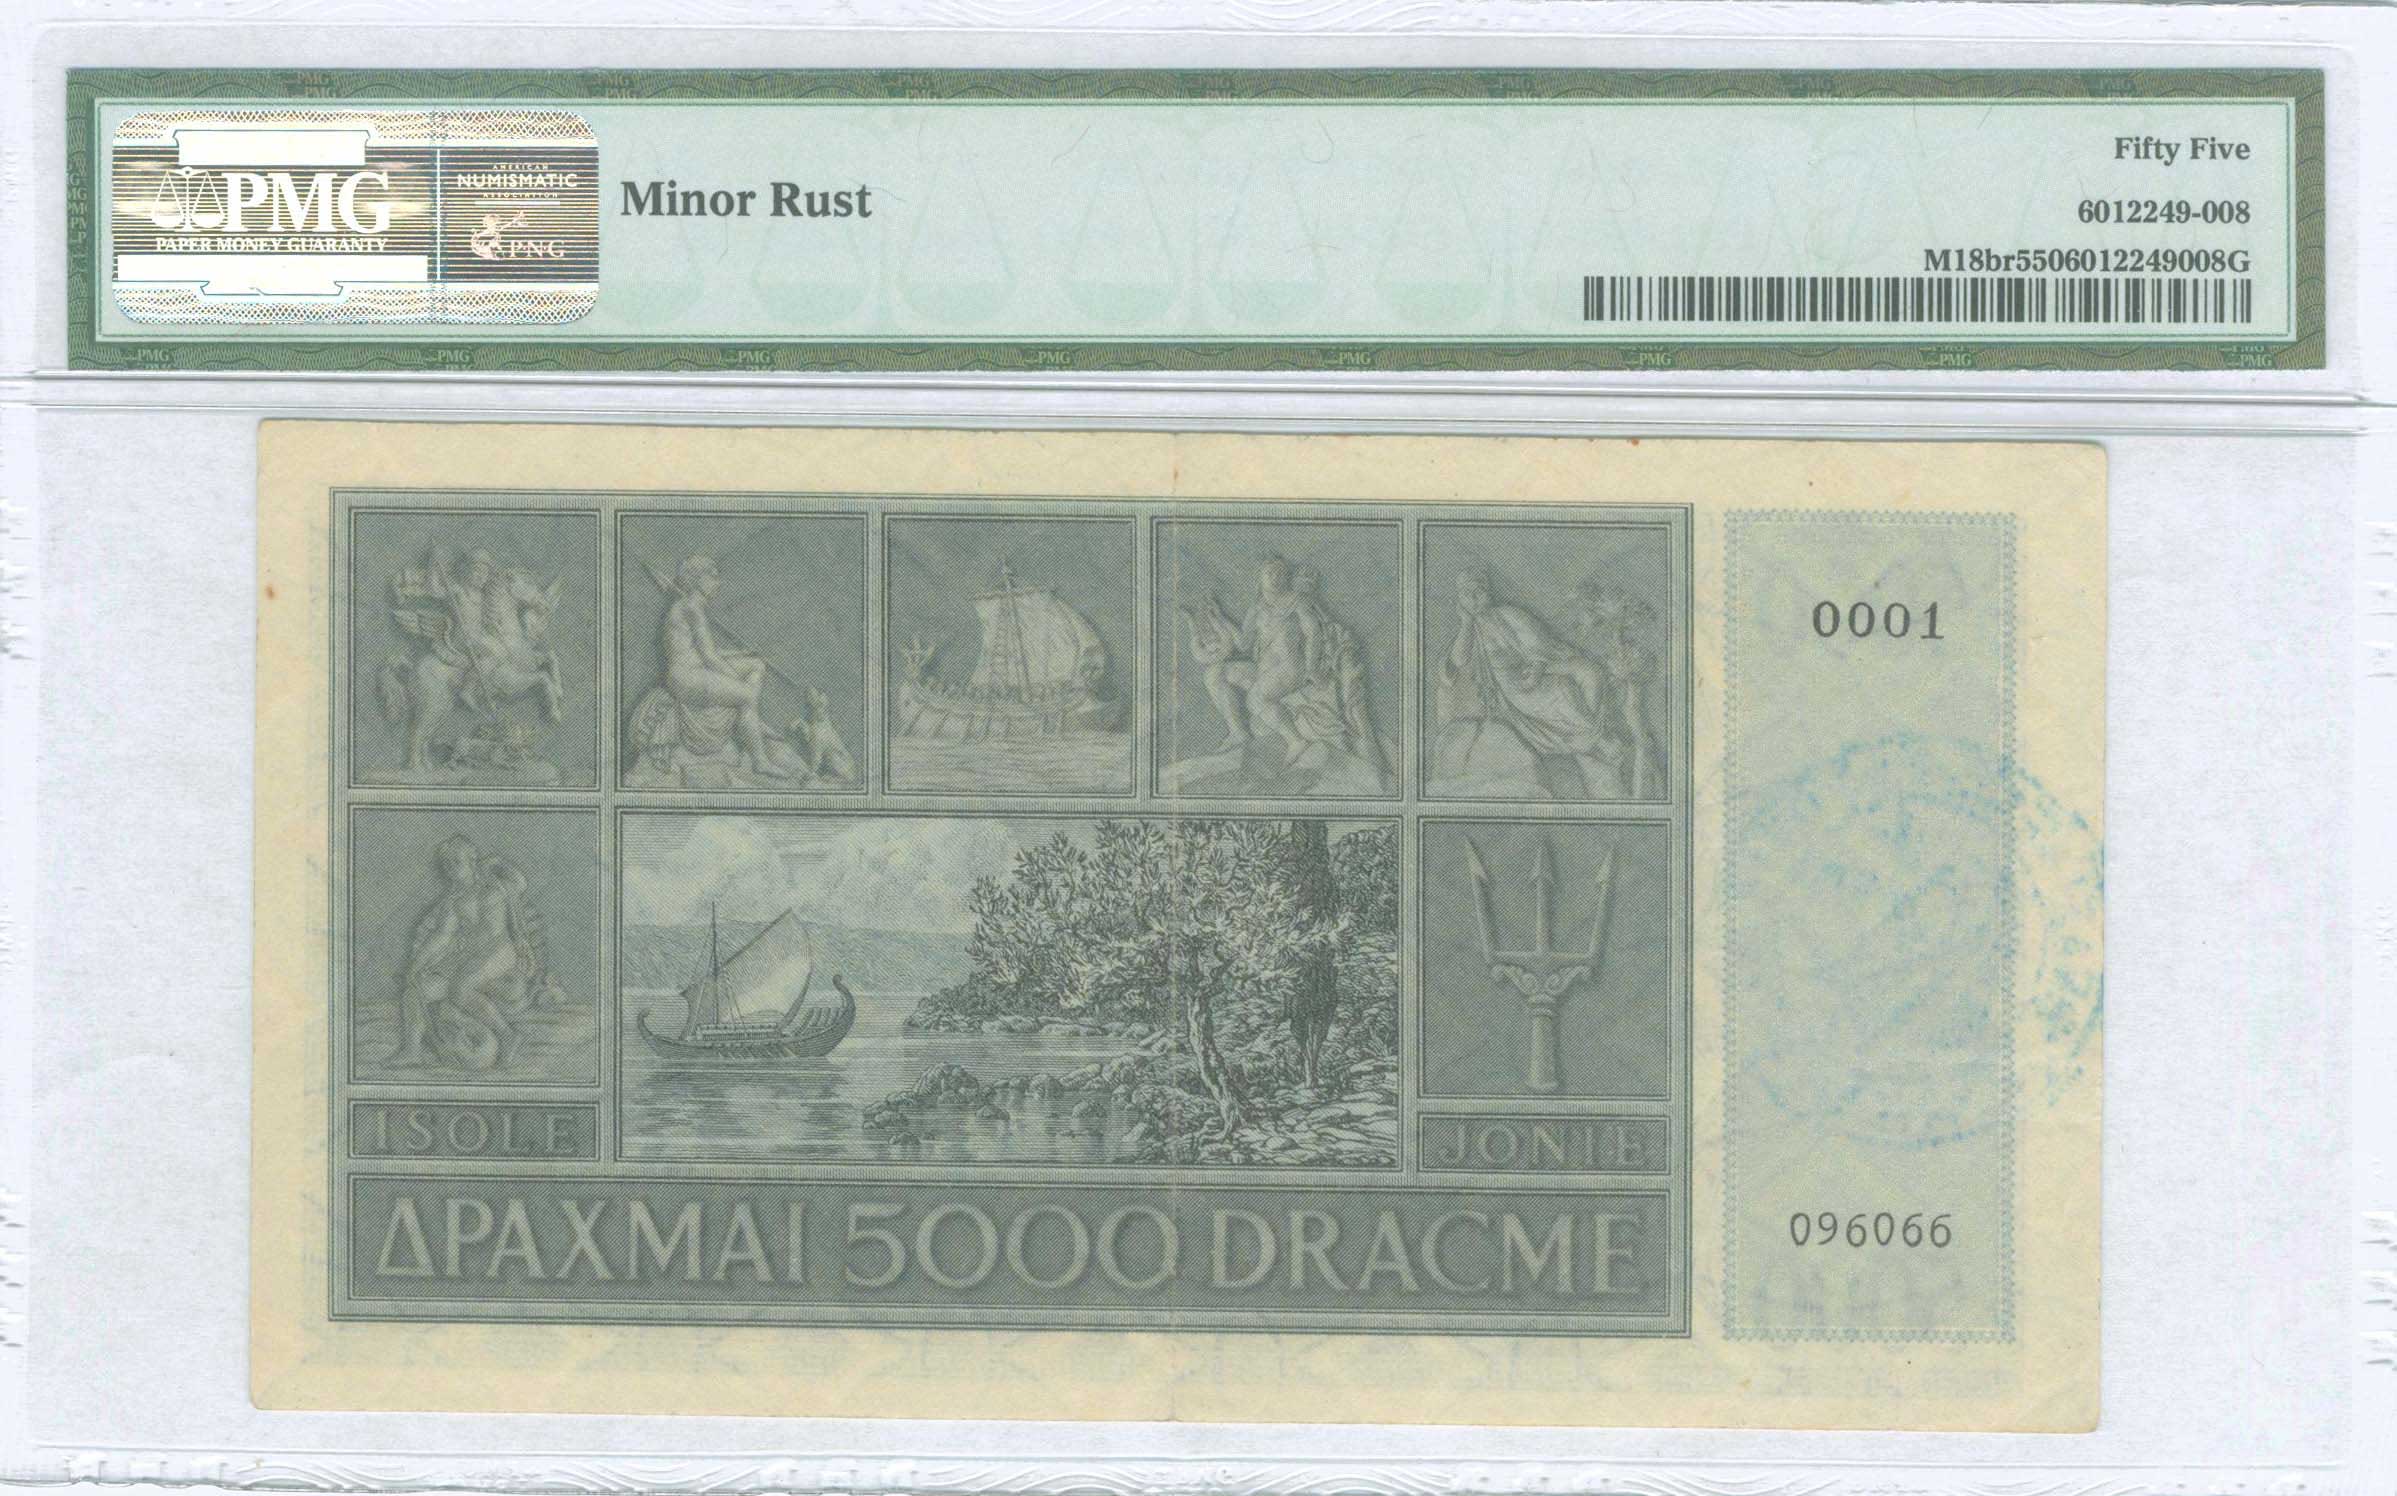 PMG
PAPER MONEY GUARANTY
AMERICAN
NUMISMATIC
ASSOCIATION
PNG
Minor Rust
Fifty Five
6012249-008
M18br5506012249008G
0001
ISOLE
JONIE
ΔΡΑΧΜΑΙ 5000 DRACME
096066